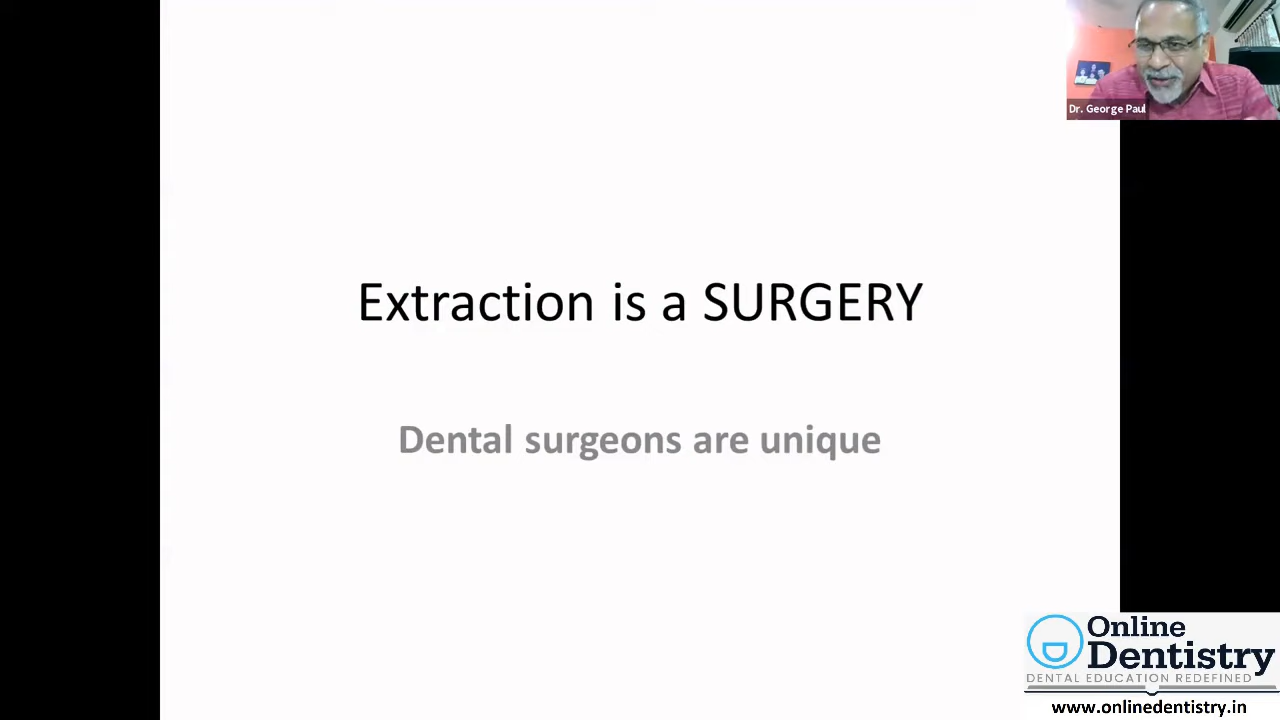 Dr. George Paul
Extraction is a SURGERY
Dental surgeons are unique
Online
Dentistry
DENTAL EDUCATION REDEFINED
www.onlinedentistry.in